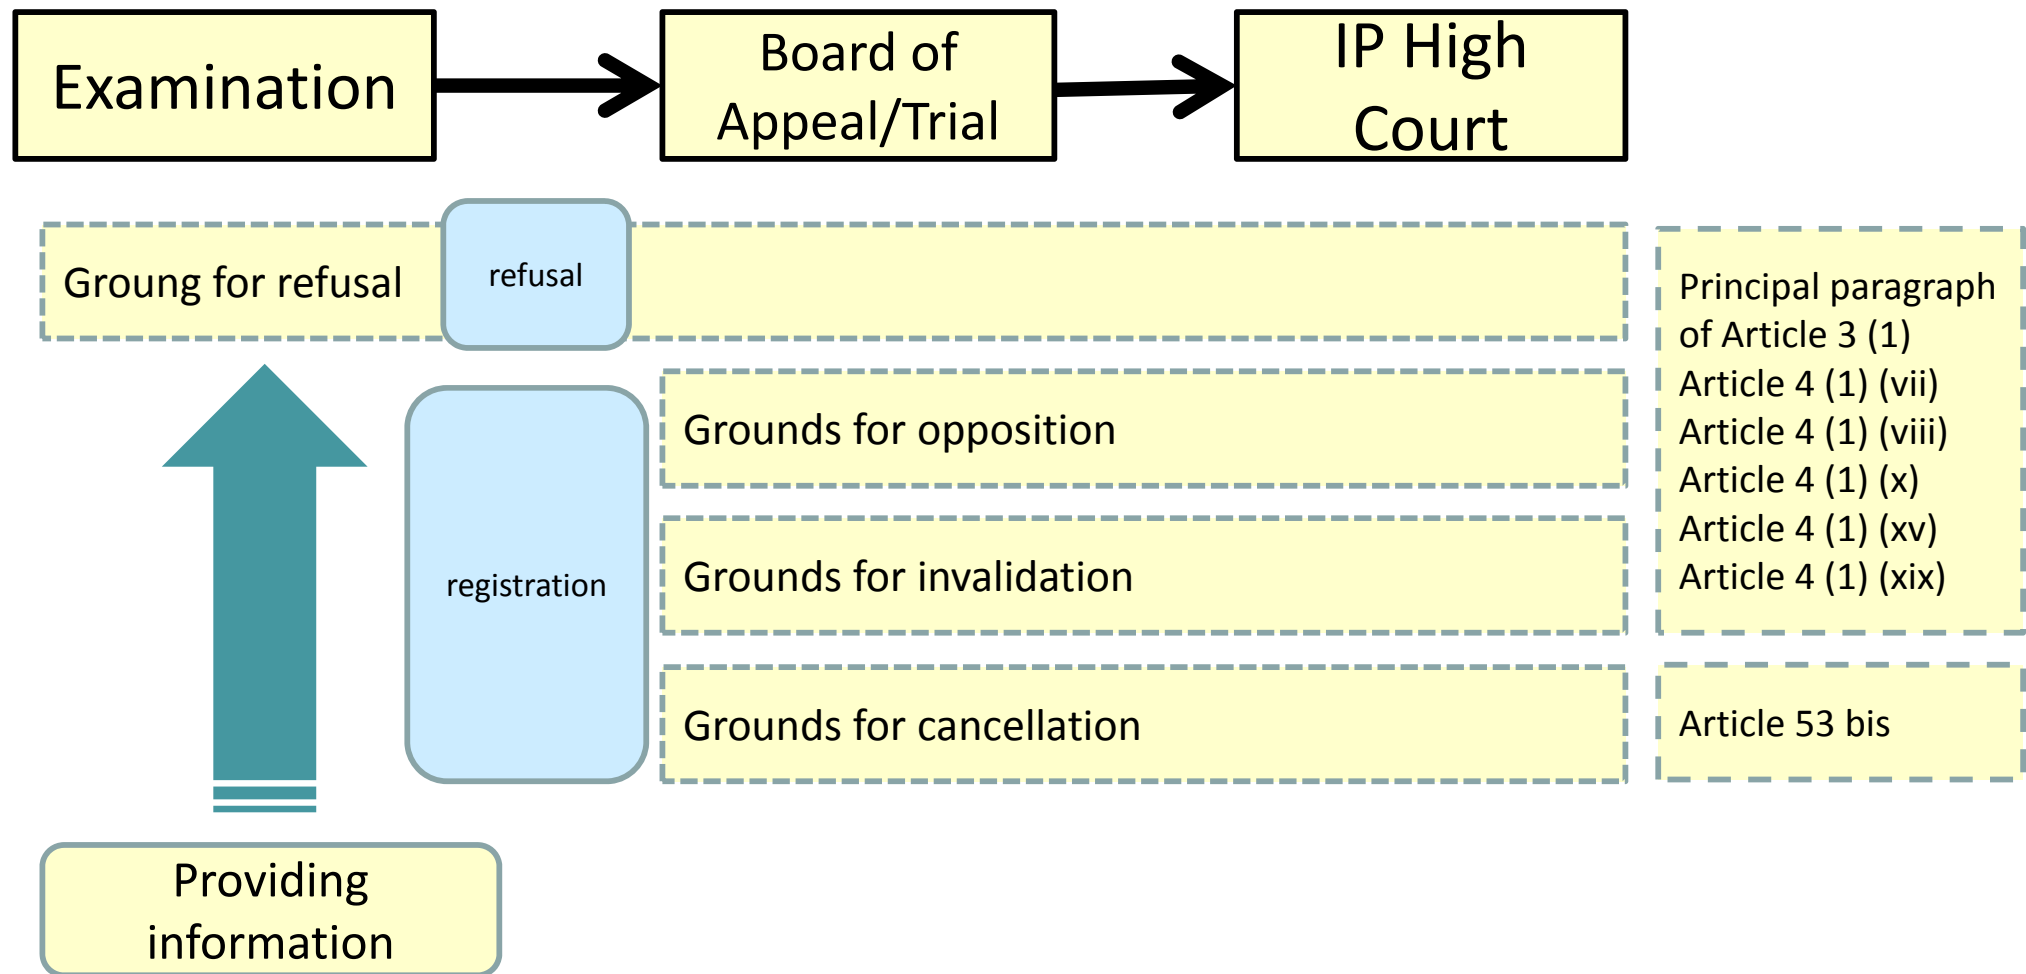 Examination
Board of
Appeal/Trial
IP High
Court
Groung for refusal
refusal
Principal paragraph
of Article 3 (1)
Article 4 (1) (vii)
Article 4 (1) (viii)
Article 4 (1) (x)
Article 4 (1) (xv)
Article 4 (1) (xix)
Grounds for opposition
registration
Grounds for invalidation
Grounds for cancellation
Article 53 bis
Providing
information